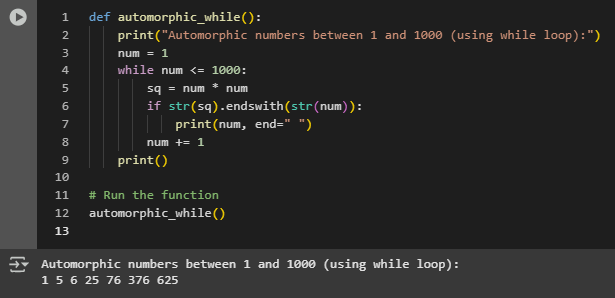 1 def automorphic_while():
2     print("Automorphic numbers between 1 and 1000 (using while loop):")
3     num = 1
4     while num <= 1000:
5         sq = num * num
6         if str(sq).endswith(str(num)):
7             print(num, end=" ")
8         num += 1
9     print()
10
11 # Run the function
12 automorphic_while()
13
Automorphic numbers between 1 and 1000 (using while loop):
1 5 6 25 76 376 625